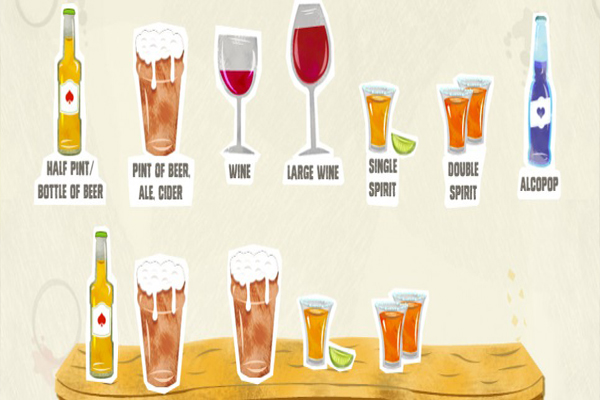 HALF PINT/
BOTTLE OF BEER
PINT OF BEER,
ALE, CIDER
WINE
LARGE WINE
SINGLE
SPIRIT
DOUBLE
SPIRIT
ALCOPOP